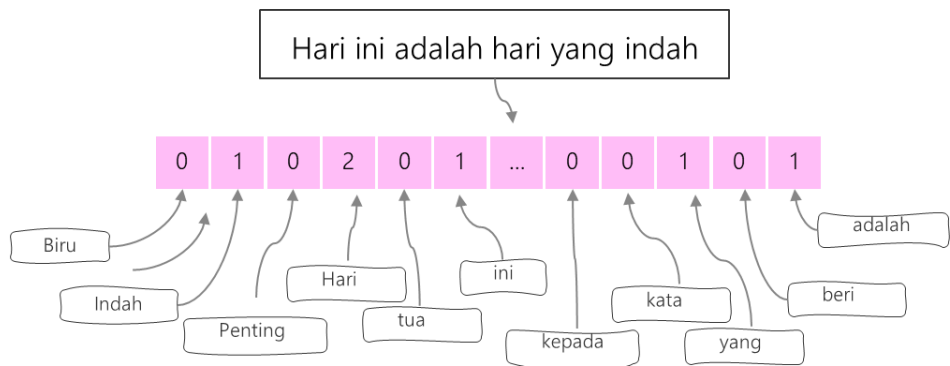 Hari ini adalah hari yang indah
0 1 0 2 0 1 ... 0 0 1 0 1
Biru
Indah
Penting
Hari
tua
ini
kepada
kata
yang
beri
adalah